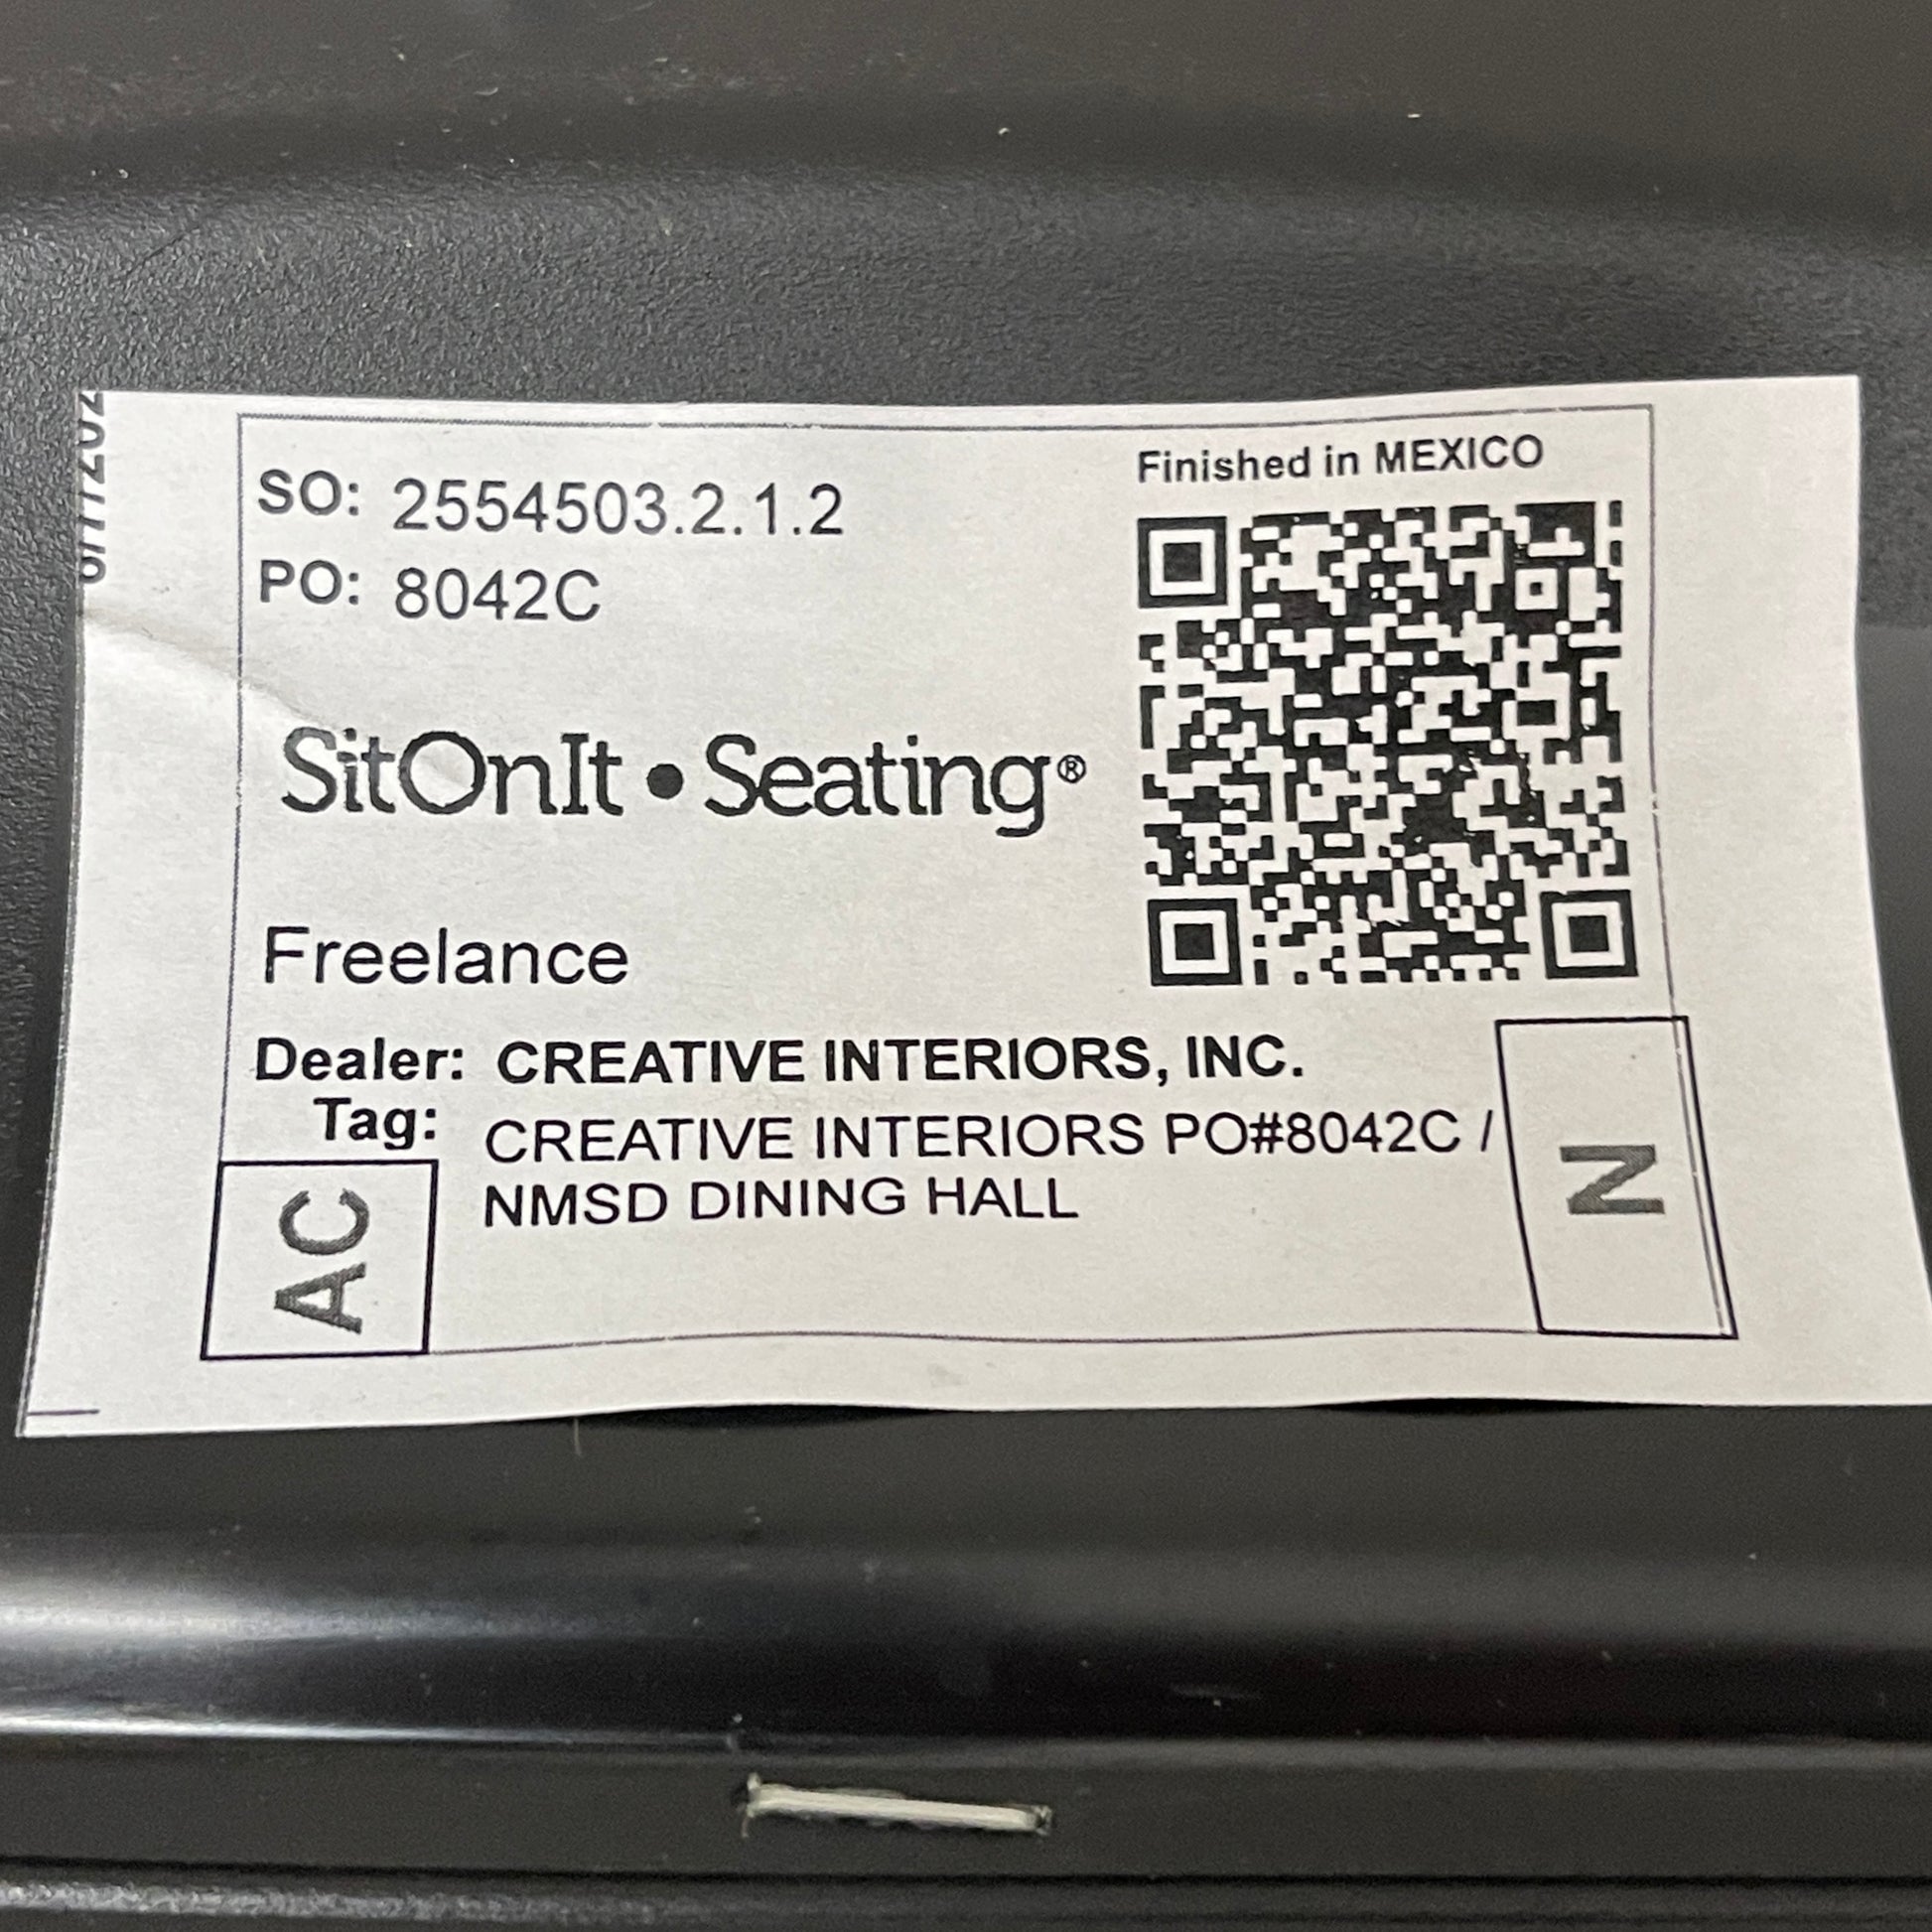 SO: 2554503.2.1.2
Finished in MEXICO
PO: 8042C
SitOnIt • Seating®
Freelance
Dealer: CREATIVE INTERIORS, INC.
Tag: CREATIVE INTERIORS PO#8042C /
NMSD DINING HALL
AC
N